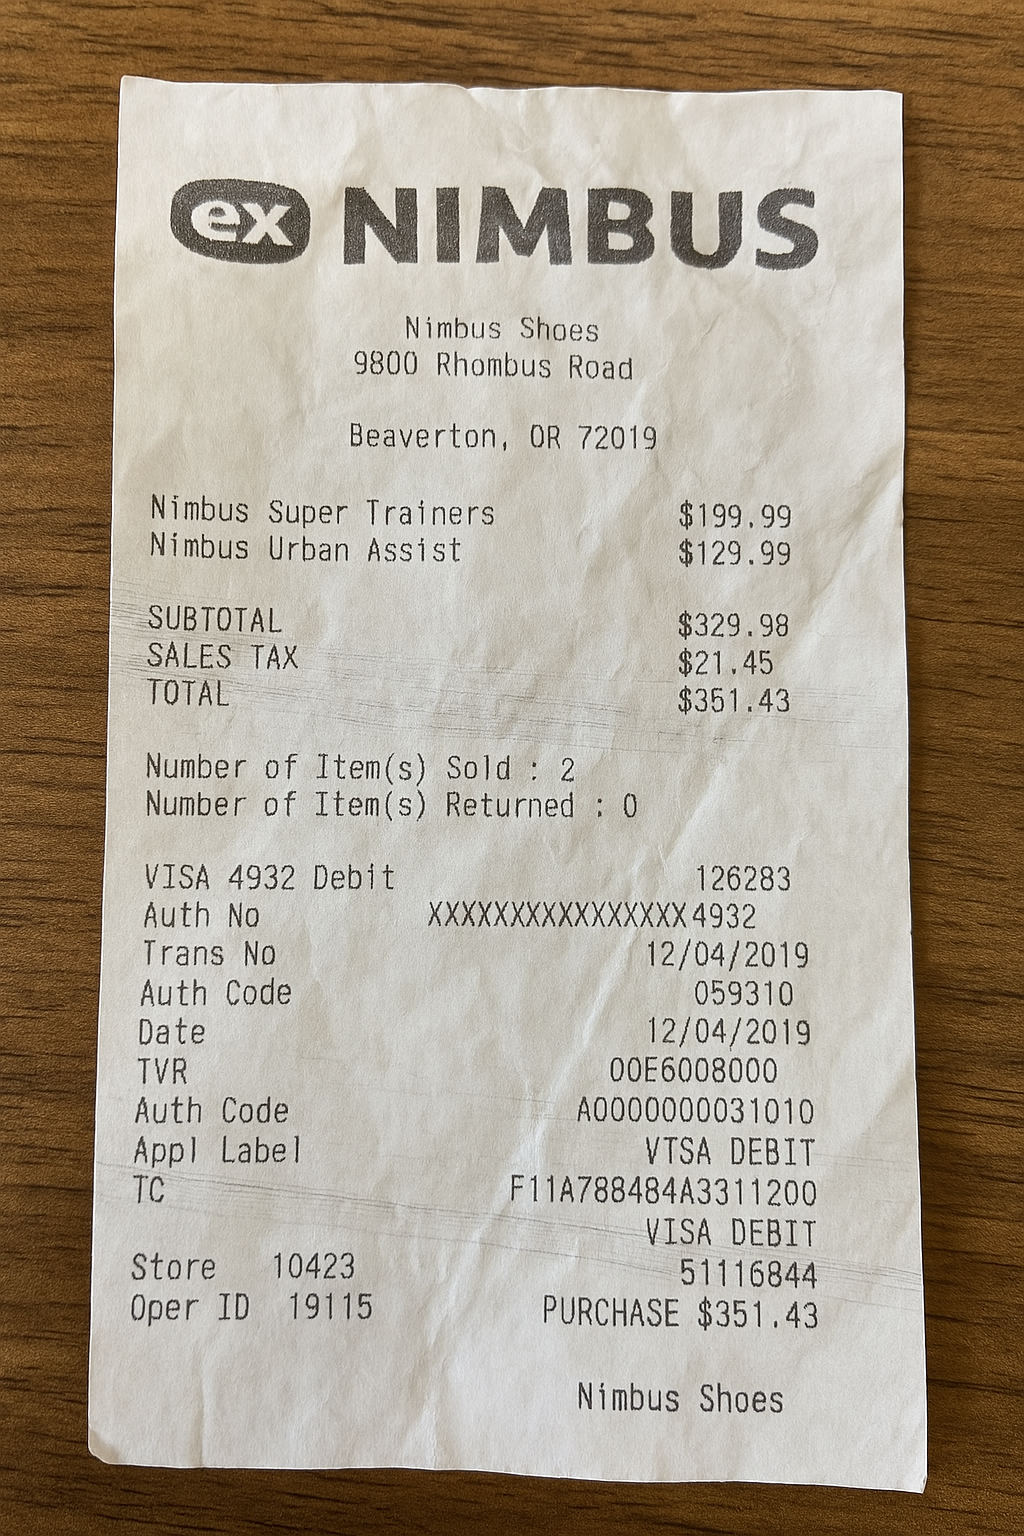 ex NIMBUS
Nimbus Shoes
9800 Rhombus Road
Beaverton, OR 72019
Nimbus Super Trainers $199.99
Nimbus Urban Assist $129.99
SUBTOTAL $329.98
SALES TAX $21.45
TOTAL $351.43
Number of Item(s) Sold : 2
Number of Item(s) Returned : 0
VISA 4932 Debit 126283
Auth No XXXXXXXXXXXXXXXX4932
Trans No 12/04/2019
Auth Code 059310
Date 12/04/2019
TVR 00E6008000
Auth Code A0000000031010
Appl Label VTSA DEBIT
TC F11A788484A3311200
VISA DEBIT
Store 10423 51116844
Oper ID 19115 PURCHASE $351.43
Nimbus Shoes